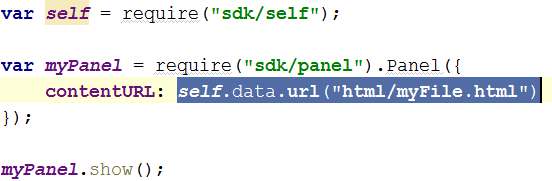 var self = require("sdk/self");
var myPanel = require("sdk/panel").Panel({
contentURL: self.data.url("html/myFile.html")
});
myPanel.show();